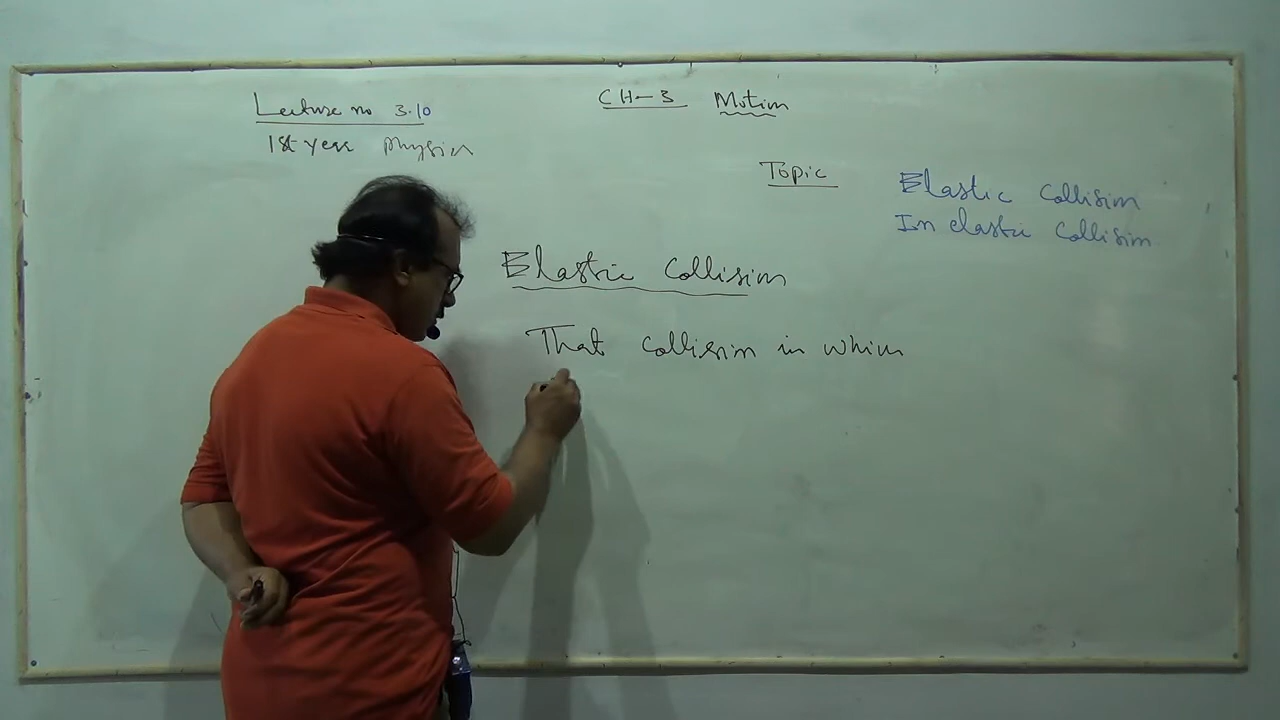 Lecture no 3.10
CH-3 Motion
1st year physics
Topic
Elastic Collision
In elastic Collision
Elastic Collision
That collision in which